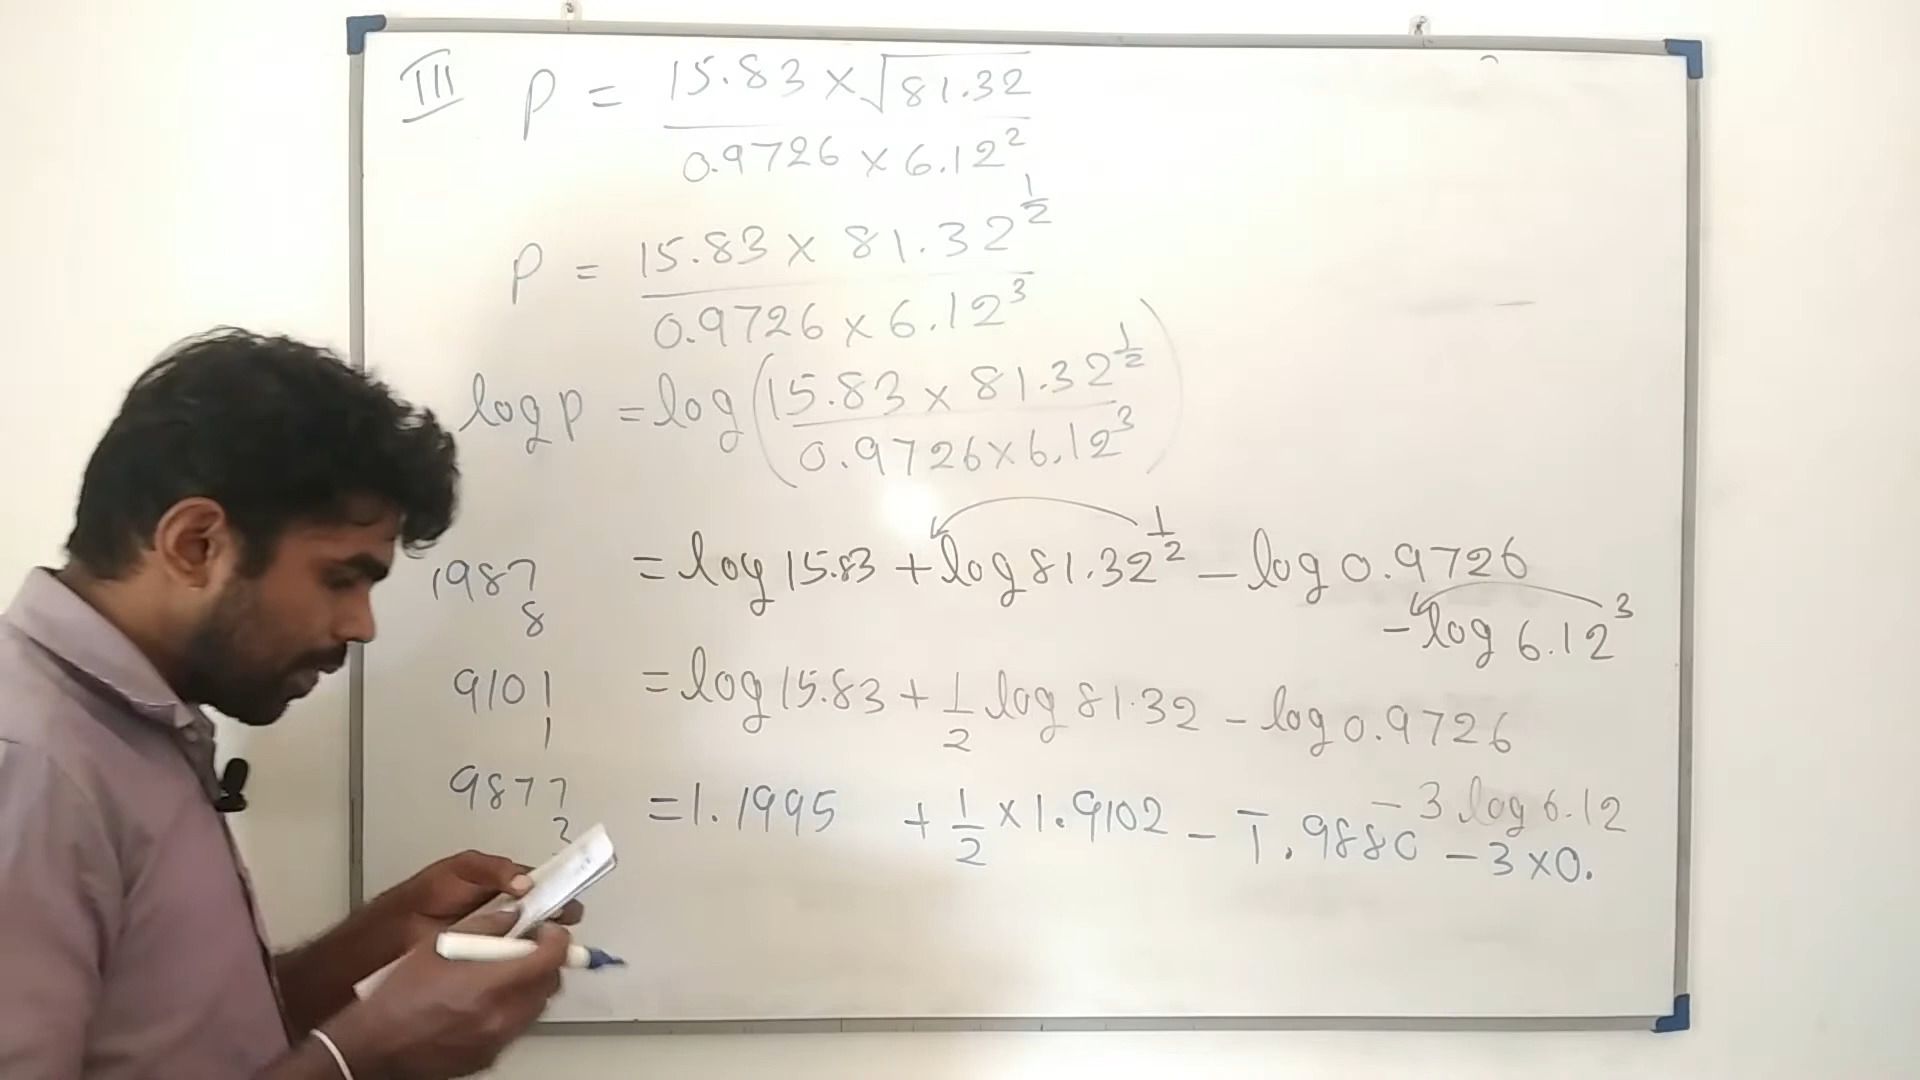 III P = 15.83 × √81.32
0.9726 × 6.12²
P = 15.83 × 81.32^½
0.9726 × 6.12³
log P = log (15.83 × 81.32^½
0.9726 × 6.12³)
= log 15.83 + log 81.32^½ − log 0.9726
− log 6.12³
= log 15.83 + ½ log 81.32 − log 0.9726
− 3 log 6.12
= 1.1995 + ½ × 1.9102 − 1̅.9880 − 3 × 0.
1987
8
9101
1
9877